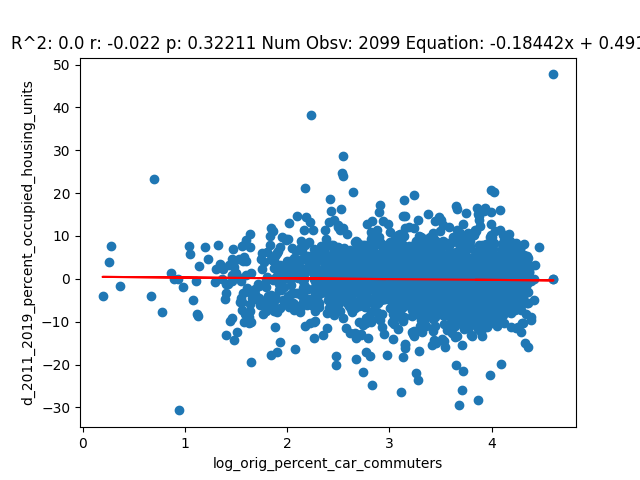 R^2: 0.0 r: -0.022 p: 0.32211 Num Obsv: 2099 Equation: -0.18442x + 0.491
50
40
30
20
10
0
−10
−20
−30
d_2011_2019_percent_occupied_housing_units
0 1 2 3 4
log_orig_percent_car_commuters